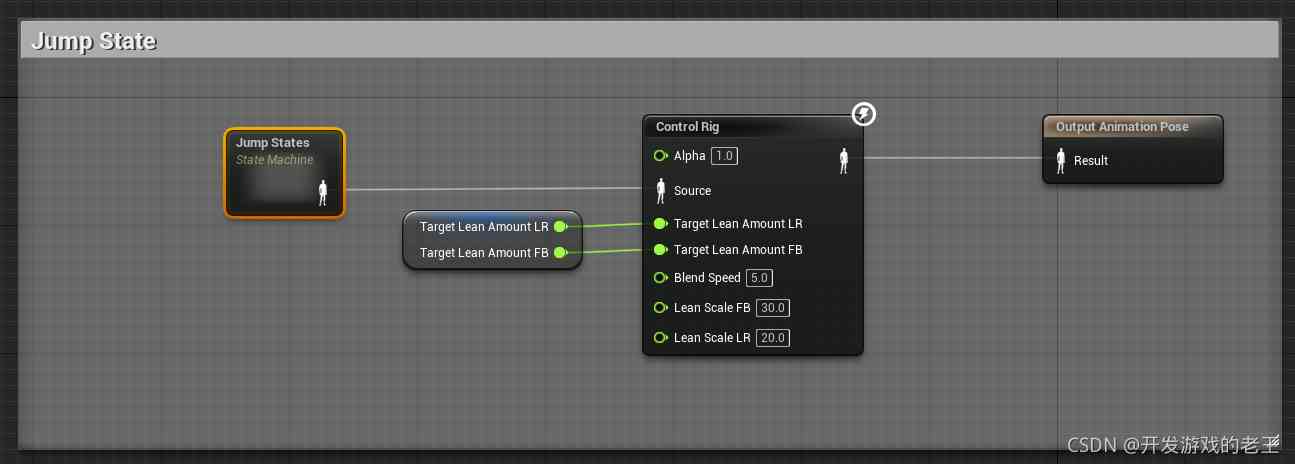 Jump State
Jump States
State Machine
Target Lean Amount LR
Target Lean Amount FB
Control Rig
Alpha 1.0
Source
Target Lean Amount LR
Target Lean Amount FB
Blend Speed 5.0
Lean Scale FB 30.0
Lean Scale LR 20.0
Output Animation Pose
Result
CSDN @开发游戏的老王